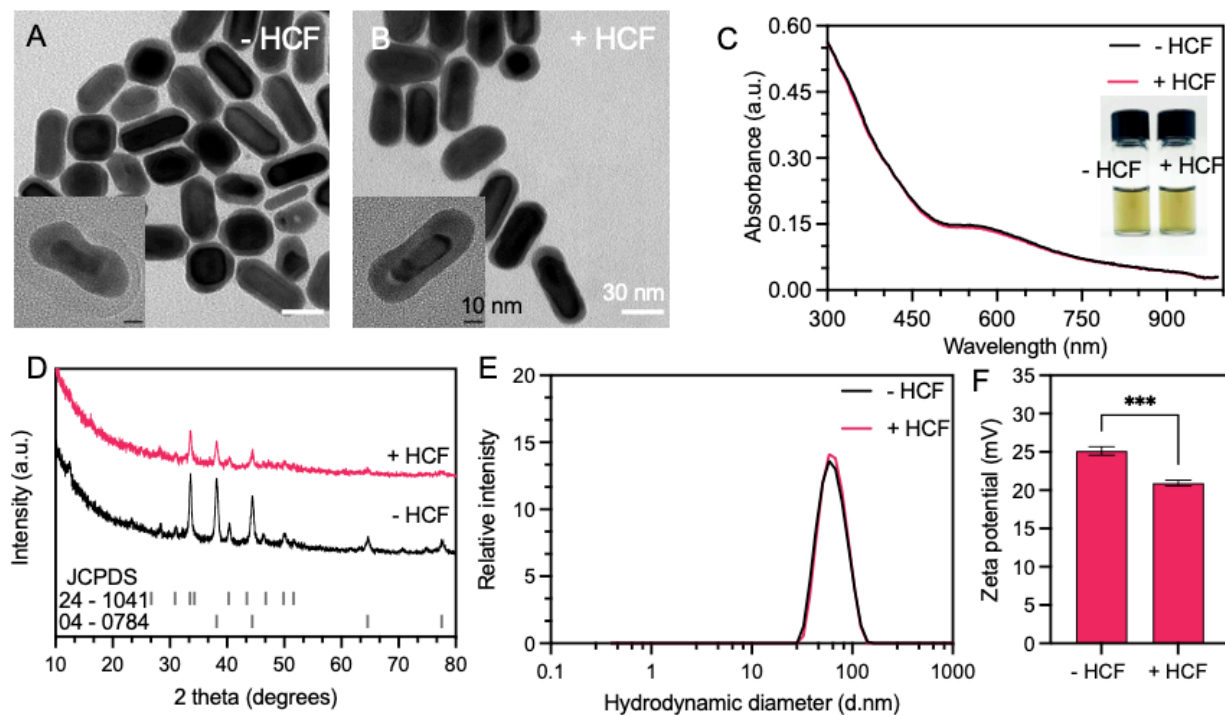 A
- HCF
B
+ HCF
10 nm
30 nm
C
Absorbance (a.u.)
0.60
0.45
0.30
0.15
0.00
- HCF
+ HCF
- HCF
+ HCF
300
450
600
750
900
Wavelength (nm)
D
Intensity (a.u.)
+ HCF
- HCF
JCPDS
24 - 1041
04 - 0784
10
20
30
40
50
60
70
80
2 theta (degrees)
E
Relative intenisty
20
15
10
5
0
- HCF
+ HCF
0.1
1
10
100
1000
Hydrodynamic diameter (d.nm)
F
Zeta potential (mV)
35
30
25
20
15
10
5
0
***
- HCF
+ HCF